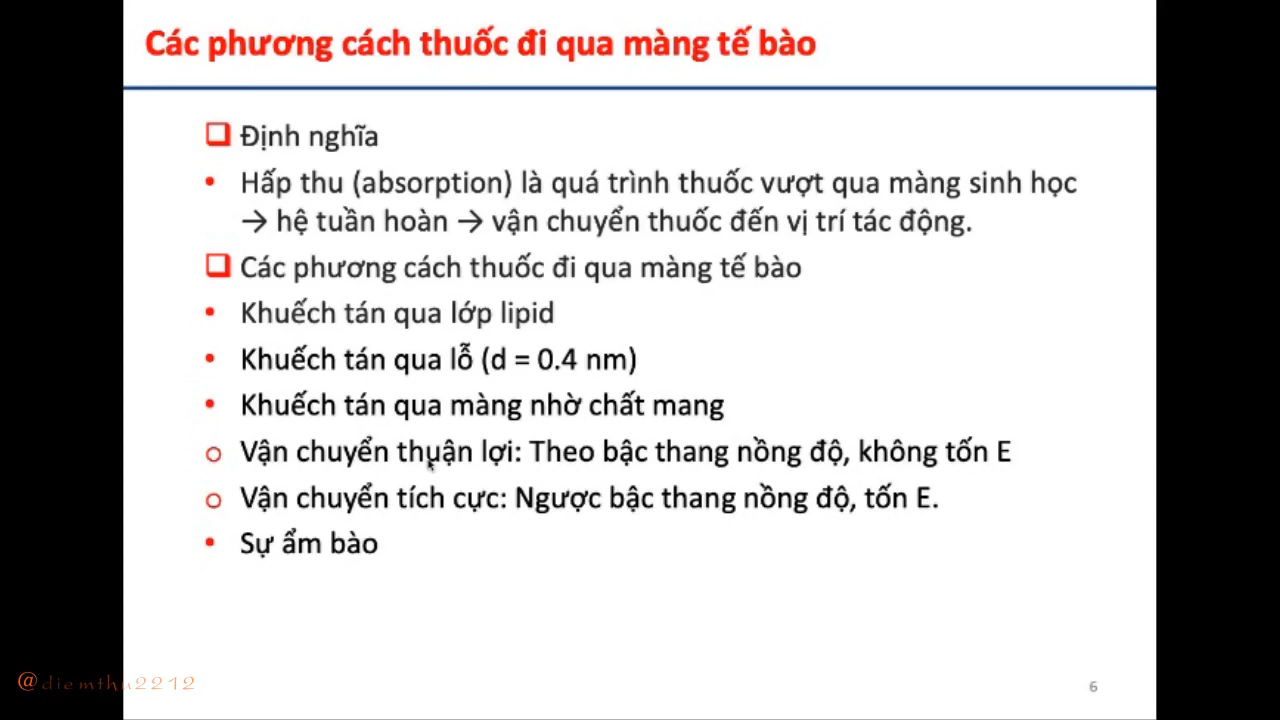 Các phương cách thuốc đi qua màng tế bào
❑ Định nghĩa
• Hấp thu (absorption) là quá trình thuốc vượt qua màng sinh học
→ hệ tuần hoàn → vận chuyển thuốc đến vị trí tác động.
❑ Các phương cách thuốc đi qua màng tế bào
• Khuếch tán qua lớp lipid
• Khuếch tán qua lỗ (d = 0.4 nm)
• Khuếch tán qua màng nhờ chất mang
o Vận chuyển thuận lợi: Theo bậc thang nồng độ, không tốn E
o Vận chuyển tích cực: Ngược bậc thang nồng độ, tốn E.
• Sự ẩm bào
@diemthu2212
6